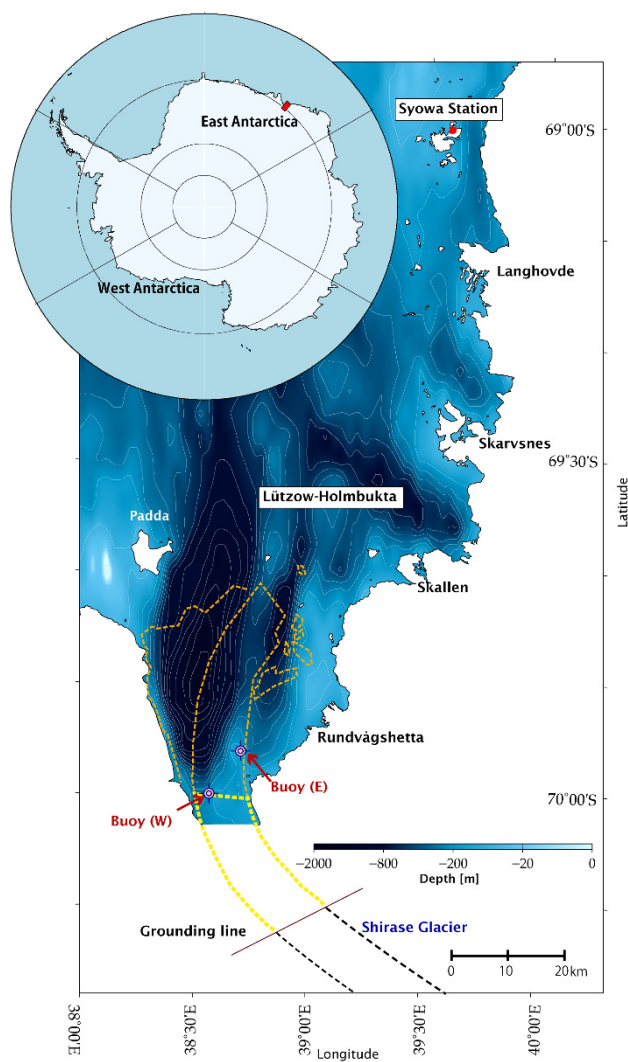 East Antarctica
West Antarctica
Syowa Station
69°00'S
Langhovde
Skarvsnes
69°30'S
Lützow-Holmbukta
Latitude
Padda
Skallen
Rundvågshetta
Buoy (E)
Buoy (W)
70°00'S
-2000
-800
-200
-20
0
Depth [m]
Grounding line
Shirase Glacier
0
10
20km
38°00'E
38°30'E
39°00'E
39°30'E
40°00'E
Longitude